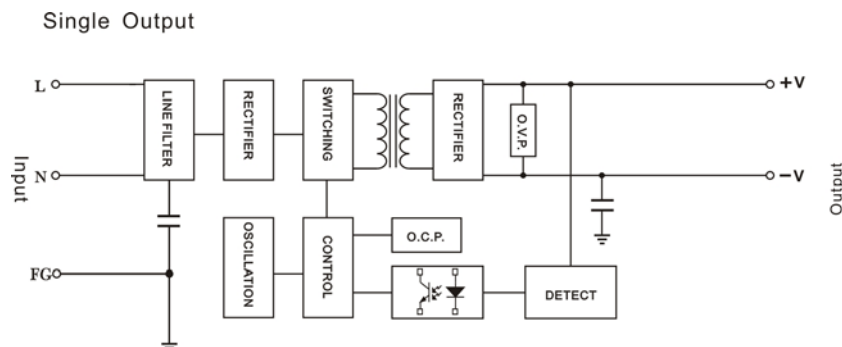 Single Output
L
N
FG
Input
LINE FILTER
RECTIFIER
SWITCHING
RECTIFIER
O.V.P.
+V
-V
Output
OSCILLATION
CONTROL
O.C.P.
DETECT